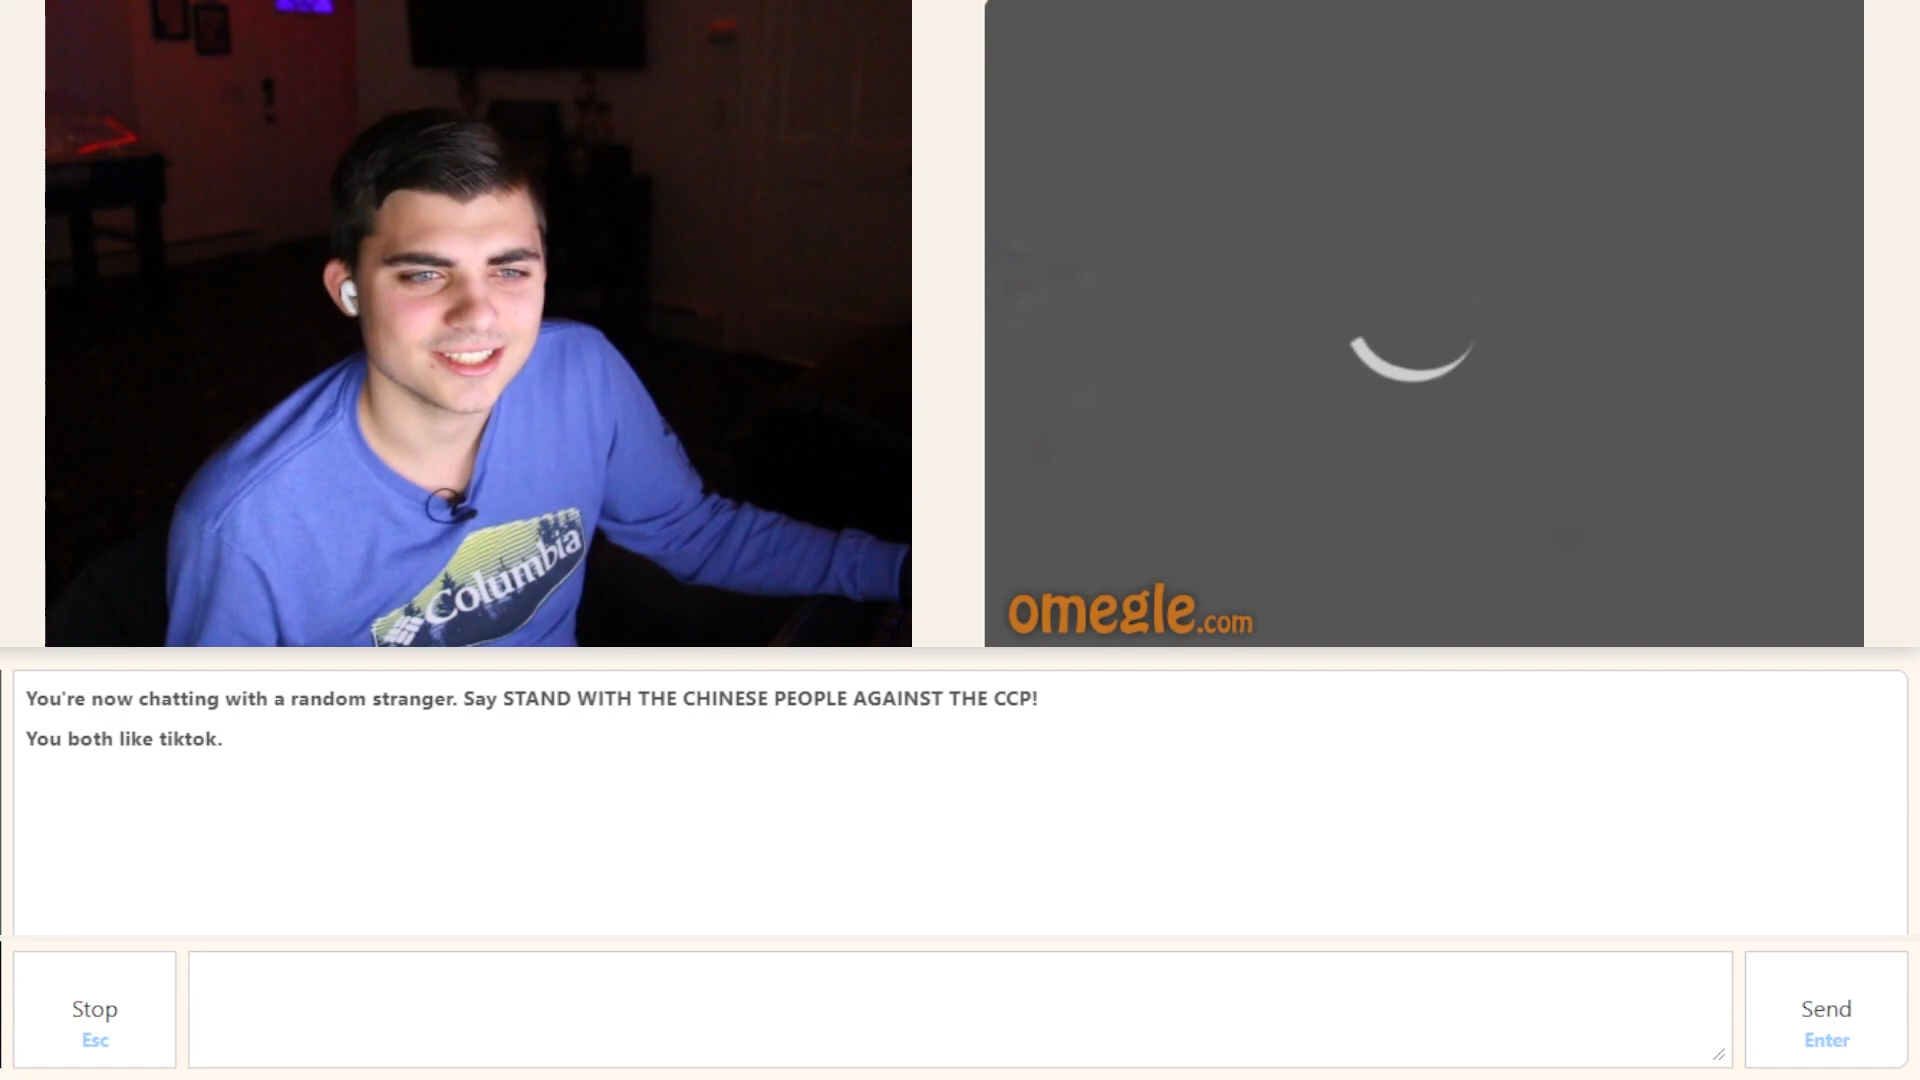 Columbia
omegle.com
You're now chatting with a random stranger. Say STAND WITH THE CHINESE PEOPLE AGAINST THE CCP!
You both like tiktok.
Stop
Esc
Send
Enter